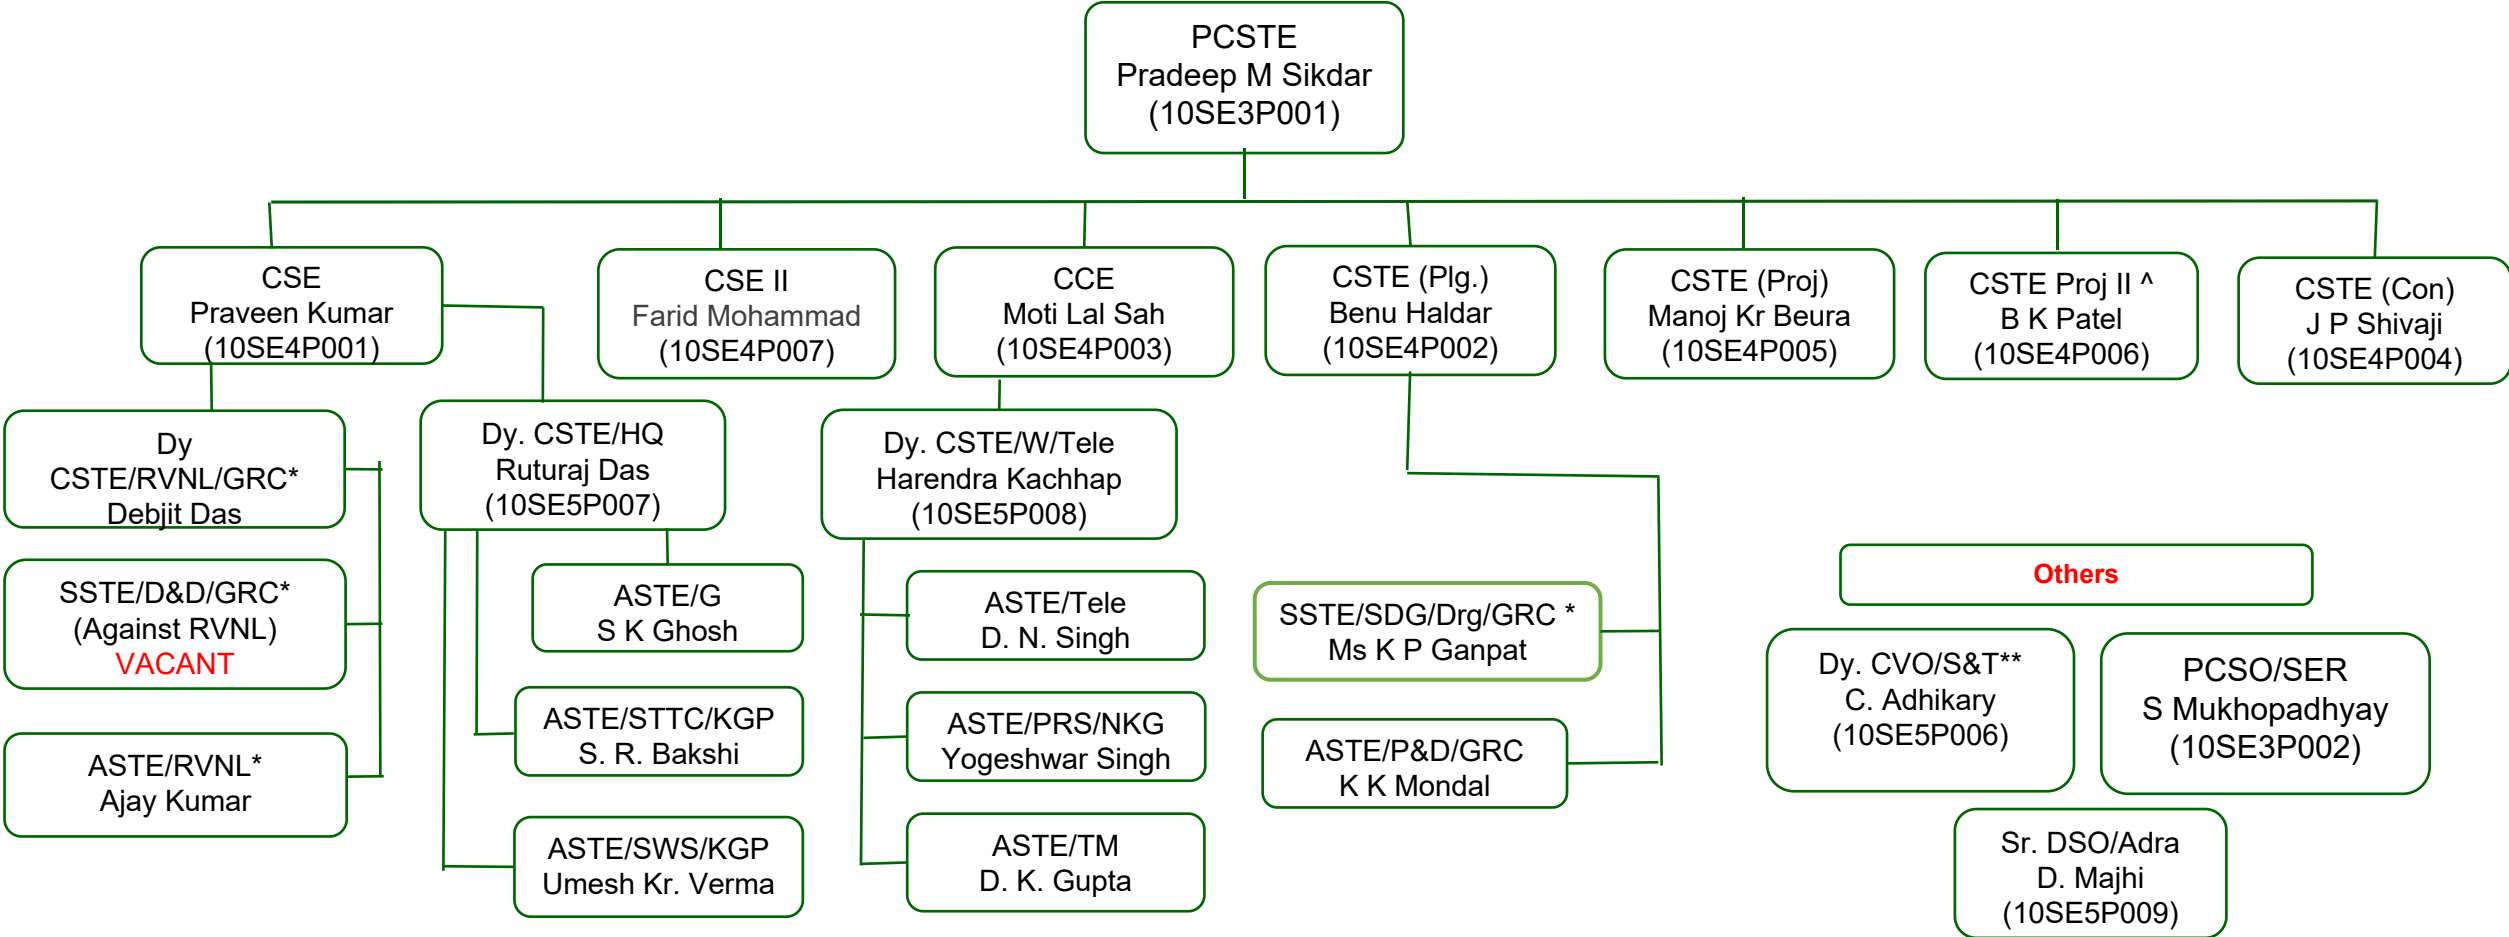 PCSTE
Pradeep M Sikdar
(10SE3P001)
CSE
Praveen Kumar
(10SE4P001)
CSE II
Farid Mohammad
(10SE4P007)
CCE
Moti Lal Sah
(10SE4P003)
CSTE (Plg.)
Benu Haldar
(10SE4P002)
CSTE (Proj)
Manoj Kr Beura
(10SE4P005)
CSTE Proj II ^
B K Patel
(10SE4P006)
CSTE (Con)
J P Shivaji
(10SE4P004)
Dy
CSTE/RVNL/GRC*
Debjit Das
Dy. CSTE/HQ
Ruturaj Das
(10SE5P007)
Dy. CSTE/W/Tele
Harendra Kachhap
(10SE5P008)
SSTE/D&D/GRC*
(Against RVNL)
VACANT
ASTE/RVNL*
Ajay Kumar
ASTE/G
S K Ghosh
ASTE/STTC/KGP
S. R. Bakshi
ASTE/SWS/KGP
Umesh Kr. Verma
ASTE/Tele
D. N. Singh
ASTE/PRS/NKG
Yogeshwar Singh
ASTE/TM
D. K. Gupta
SSTE/SDG/Drg/GRC *
Ms K P Ganpat
ASTE/P&D/GRC
K K Mondal
Others
Dy. CVO/S&T**
C. Adhikary
(10SE5P006)
PCSO/SER
S Mukhopadhyay
(10SE3P002)
Sr. DSO/Adra
D. Majhi
(10SE5P009)